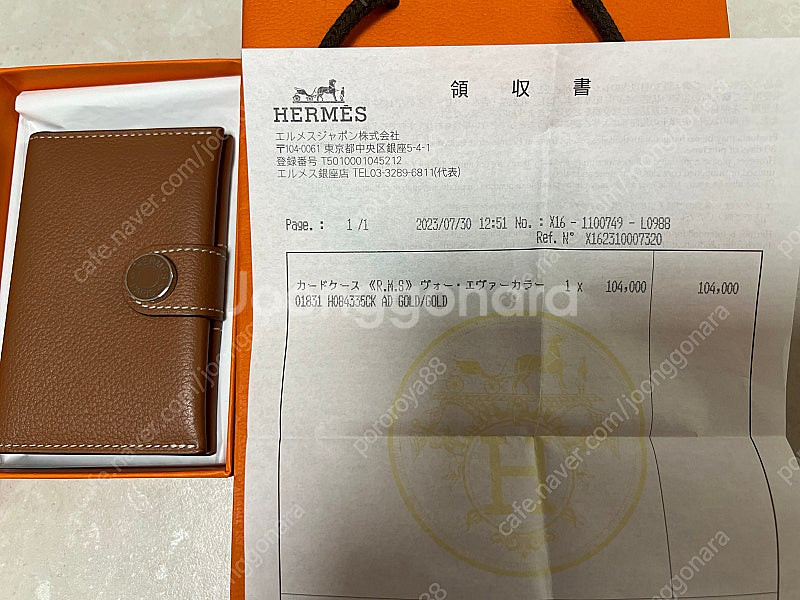 HERMÈS
領収書
エルメスジャポン株式会社
〒104-0061 東京都中央区銀座5-4-1
登録番号 T5010001045212
エルメス銀座店 TEL03-3289-6811(代表)
Page. : 1 /1 2023/07/30 12:51 No. : X16 - 1100749 - L0988
Ref. N° X162310007320
カードケース 《R.M.S》 ヴォー・エヴァーカラー 1 x 104,000 104,000
01831 H084335CK AD GOLD/GOLD
H
Joonggonara
pororoya88
cafe.naver.com/joonggonara